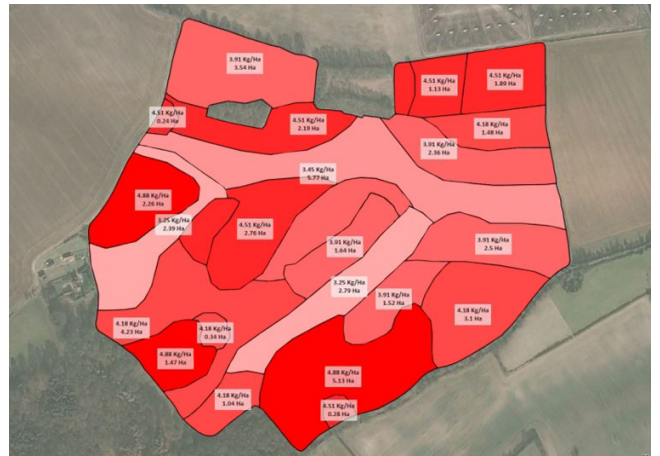 3.91 Kg/Ha
3.54 Ha
4.51 Kg/Ha
1.13 Ha
4.51 Kg/Ha
1.80 Ha
4.51 Kg/Ha
0.24 Ha
4.51 Kg/Ha
2.19 Ha
4.18 Kg/Ha
1.48 Ha
3.91 Kg/Ha
2.36 Ha
3.45 Kg/Ha
5.77 Ha
4.88 Kg/Ha
2.26 Ha
3.25 Kg/Ha
2.39 Ha
4.51 Kg/Ha
2.76 Ha
3.91 Kg/Ha
1.64 Ha
3.91 Kg/Ha
2.5 Ha
3.25 Kg/Ha
2.79 Ha
3.91 Kg/Ha
1.52 Ha
4.18 Kg/Ha
3.1 Ha
4.18 Kg/Ha
4.23 Ha
4.18 Kg/Ha
0.34 Ha
4.88 Kg/Ha
1.47 Ha
4.88 Kg/Ha
5.13 Ha
4.18 Kg/Ha
1.04 Ha
4.51 Kg/Ha
0.28 Ha